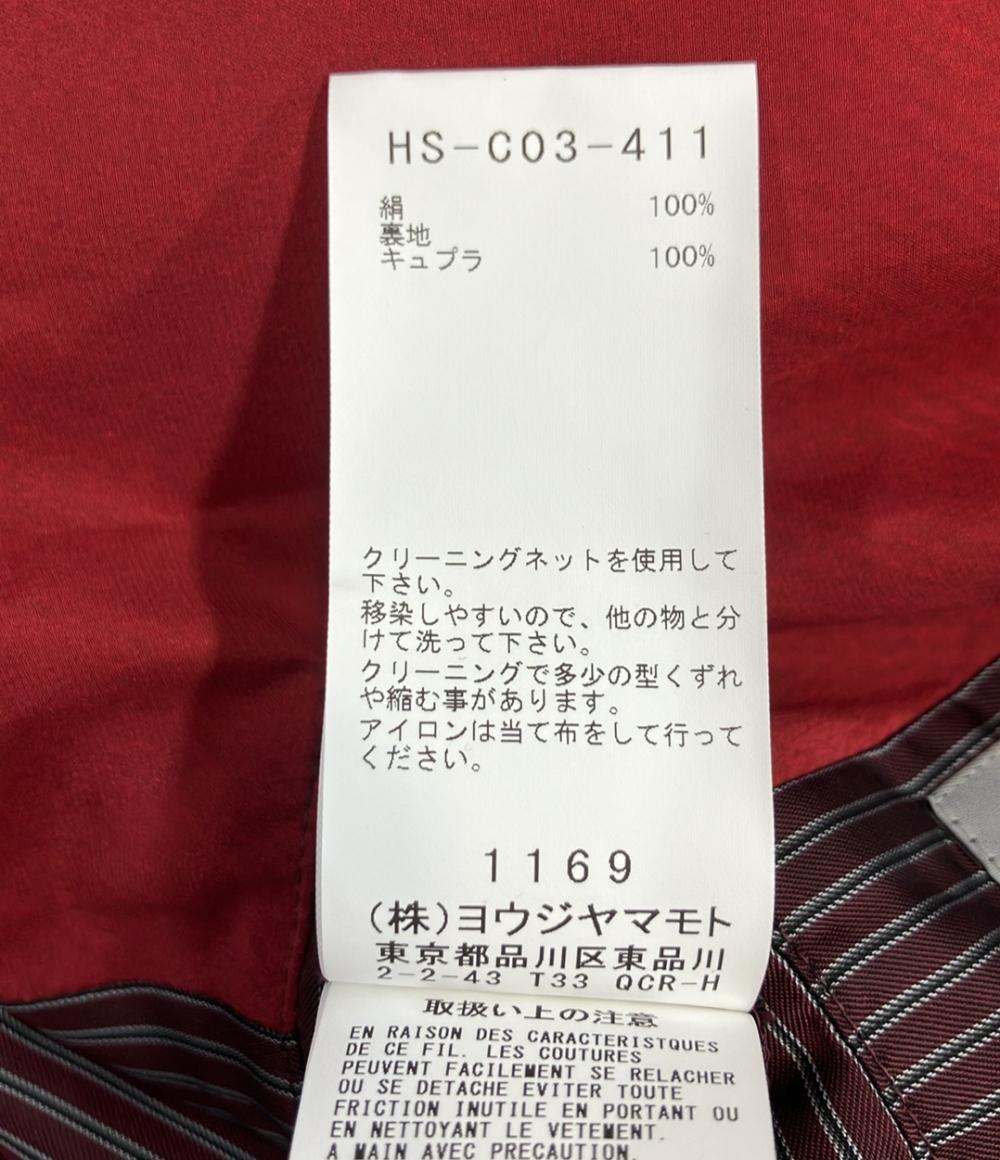 HS-C03-411
絹 100%
裏地
キュプラ 100%
クリーニングネットを使用して
下さい。
移染しやすいので、他の物と分
けて洗って下さい。
クリーニングで多少の型くずれ
や縮む事があります。
アイロンは当て布をして行って
ください。
1169
(株)ヨウジヤマモト
東京都品川区東品川
2-2-43 T33 QCR-H
取扱い上の注意
EN RAISON DES CARACTERISTQUES
DE CE FIL. LES COUTURES
PEUVENT FACILEMENT SE RELACHER
OU SE DETACHE EVITER TOUTE
FRICTION INUTILE EN PORTANT OU
EN NETTOYANT LE VETEMENT.
A MAIN AVEC PRECAUTION.